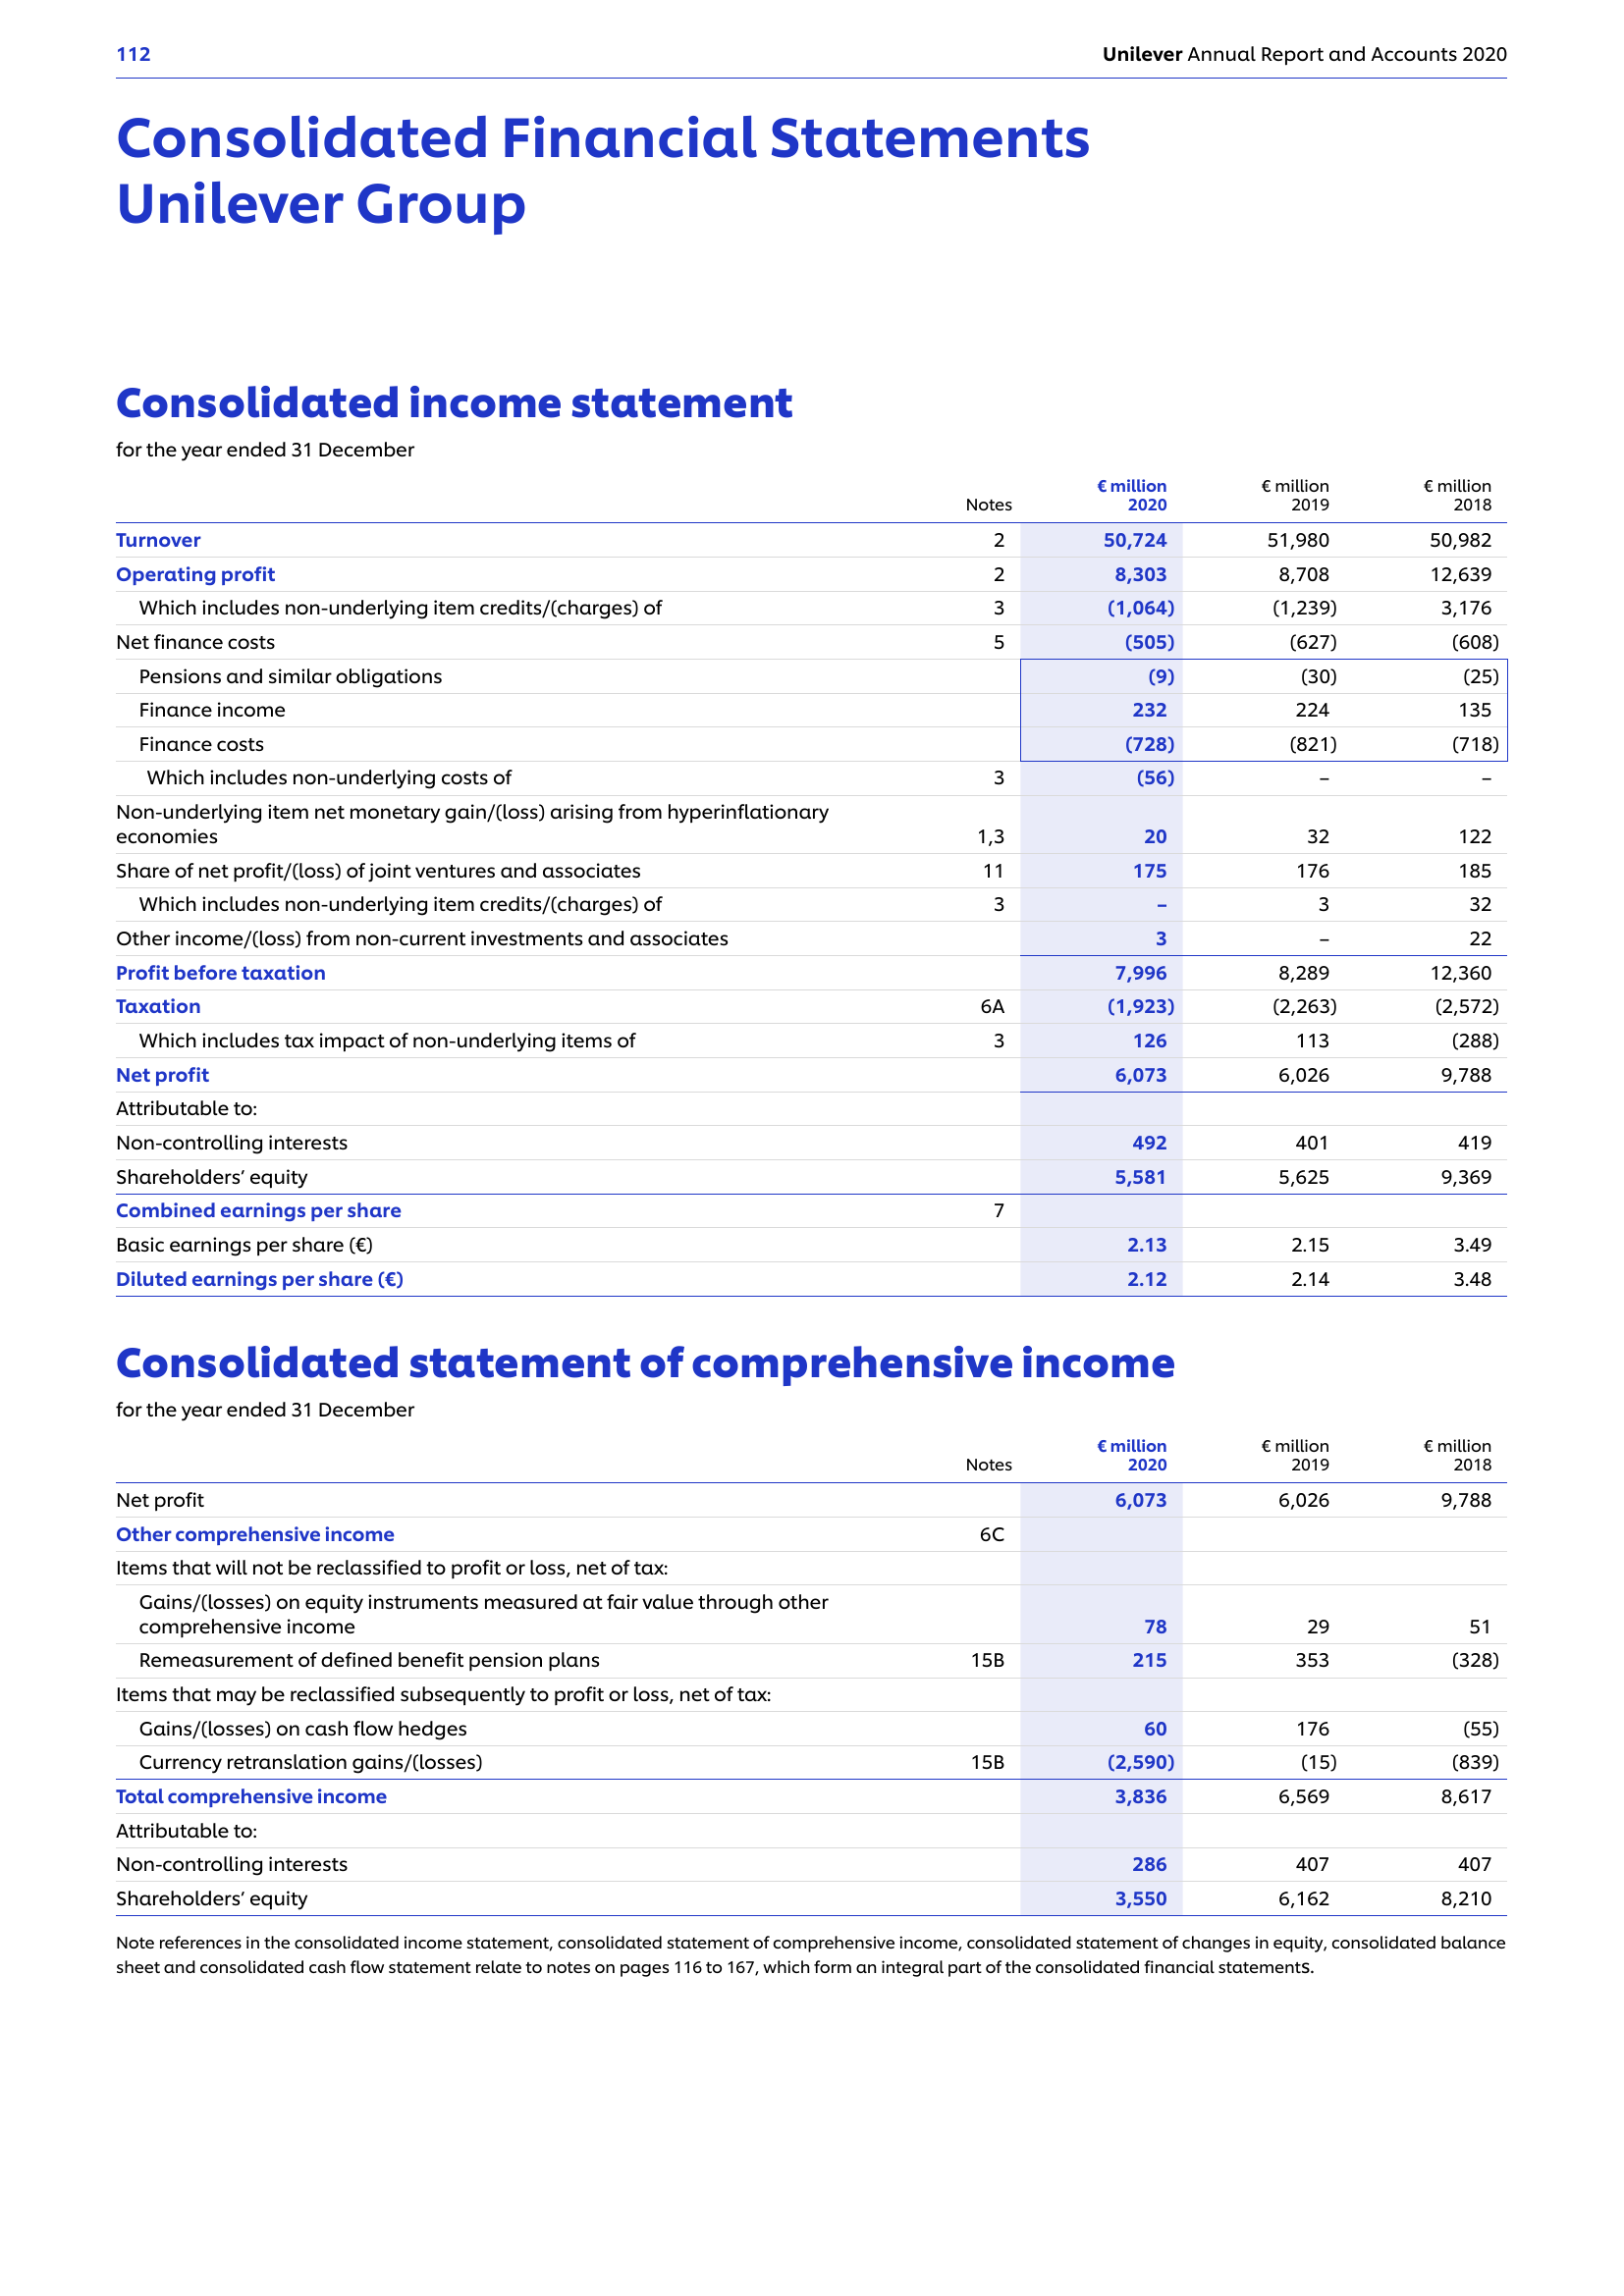 112 Unilever Annual Report and Accounts 2020
Consolidated Financial Statements
Unilever Group
Consolidated income statement
for the year ended 31 December
€ million € million € million
Notes 2020 2019 2018
Turnover 2 50,724 51,980 50,982
Operating profit 2 8,303 8,708 12,639
Which includes non-underlying item credits/(charges) of 3 (1,064) (1,239) 3,176
Net finance costs 5 (505) (627) (608)
Pensions and similar obligations (9) (30) (25)
Finance income 232 224 135
Finance costs (728) (821) (718)
Which includes non-underlying costs of 3 (56) – –
Non-underlying item net monetary gain/(loss) arising from hyperinflationary
economies 1,3 20 32 122
Share of net profit/(loss) of joint ventures and associates 11 175 176 185
Which includes non-underlying item credits/(charges) of 3 – 3 32
Other income/(loss) from non-current investments and associates 3 – 22
Profit before taxation 7,996 8,289 12,360
Taxation 6A (1,923) (2,263) (2,572)
Which includes tax impact of non-underlying items of 3 126 113 (288)
Net profit 6,073 6,026 9,788
Attributable to:
Non-controlling interests 492 401 419
Shareholders’ equity 5,581 5,625 9,369
Combined earnings per share 7
Basic earnings per share (€) 2.13 2.15 3.49
Diluted earnings per share (€) 2.12 2.14 3.48
Consolidated statement of comprehensive income
for the year ended 31 December
€ million € million € million
Notes 2020 2019 2018
Net profit 6,073 6,026 9,788
Other comprehensive income 6C
Items that will not be reclassified to profit or loss, net of tax:
Gains/(losses) on equity instruments measured at fair value through other
comprehensive income 78 29 51
Remeasurement of defined benefit pension plans 15B 215 353 (328)
Items that may be reclassified subsequently to profit or loss, net of tax:
Gains/(losses) on cash flow hedges 60 176 (55)
Currency retranslation gains/(losses) 15B (2,590) (15) (839)
Total comprehensive income 3,836 6,569 8,617
Attributable to:
Non-controlling interests 286 407 407
Shareholders’ equity 3,550 6,162 8,210
Note references in the consolidated income statement, consolidated statement of comprehensive income, consolidated statement of changes in equity, consolidated balance
sheet and consolidated cash flow statement relate to notes on pages 116 to 167, which form an integral part of the consolidated financial statements.